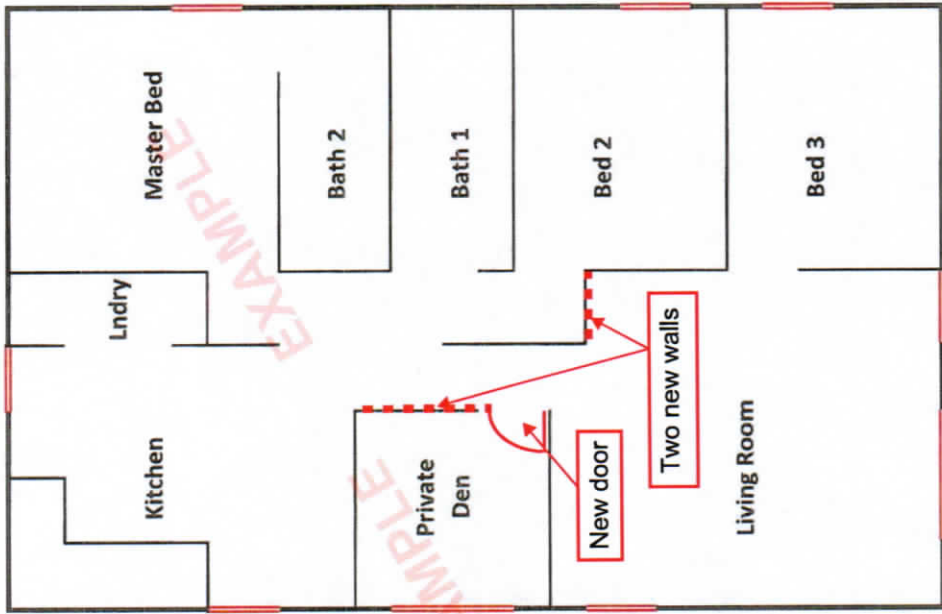 Lndry
Kitchen
Master Bed
EXAMPLE
Bath 2
AMPLE
Private
Den
Bath 1
New door
Bed 2
Two new walls
Living Room
Bed 3